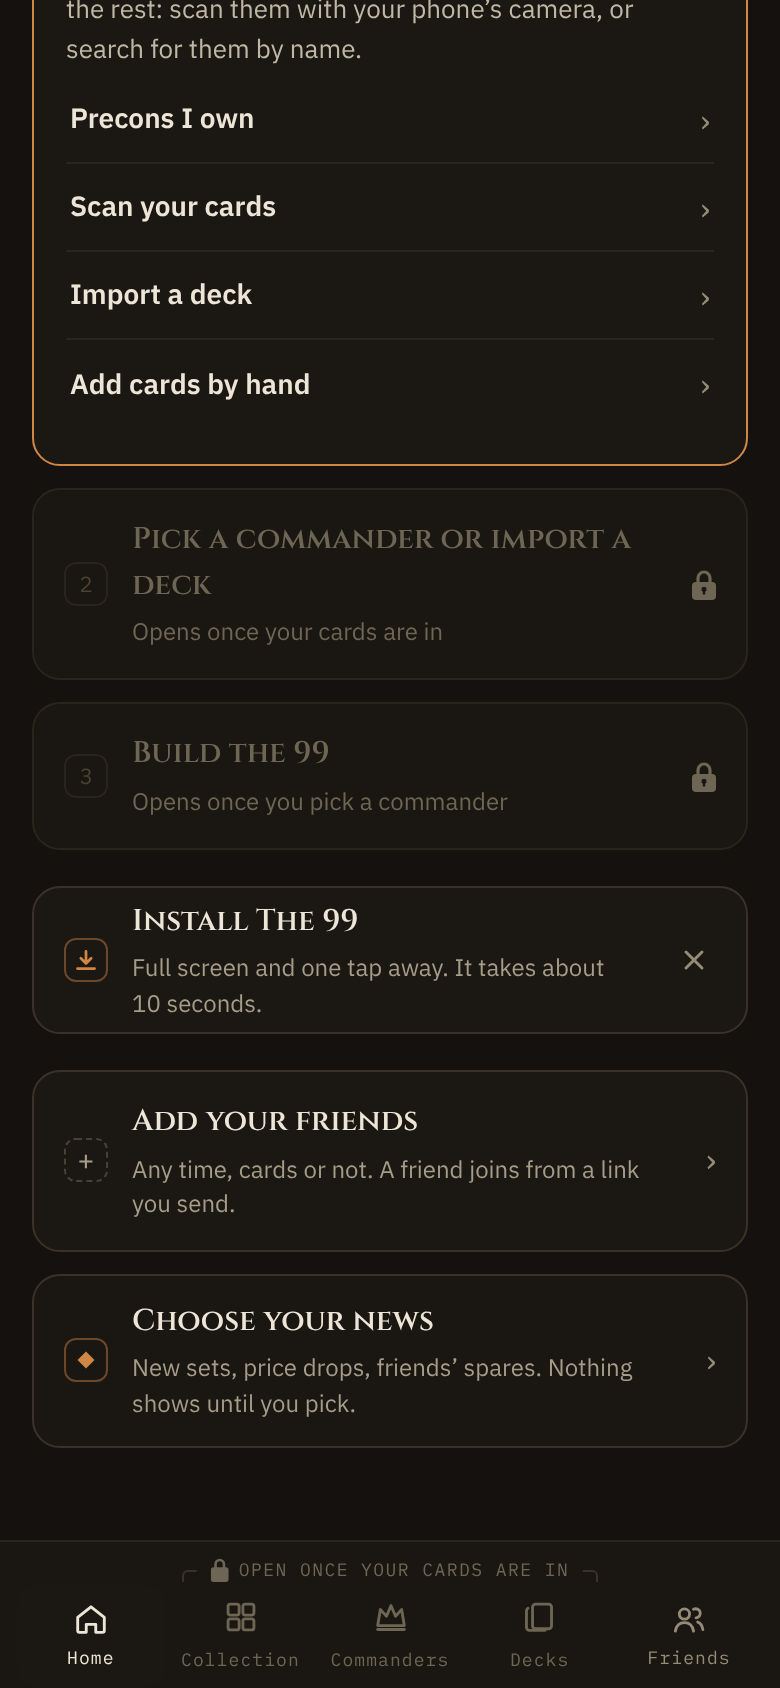 the rest: scan them with your phone’s camera, or
search for them by name.
Precons I own
Scan your cards
Import a deck
Add cards by hand
Pick a commander or import a
deck
2
Opens once your cards are in
Build the 99
3
Opens once you pick a commander
Install The 99
Full screen and one tap away. It takes about
10 seconds.
Add your friends
Any time, cards or not. A friend joins from a link
you send.
Choose your news
New sets, price drops, friends’ spares. Nothing
shows until you pick.
OPEN ONCE YOUR CARDS ARE IN
Home
Collection
Commanders
Decks
Friends